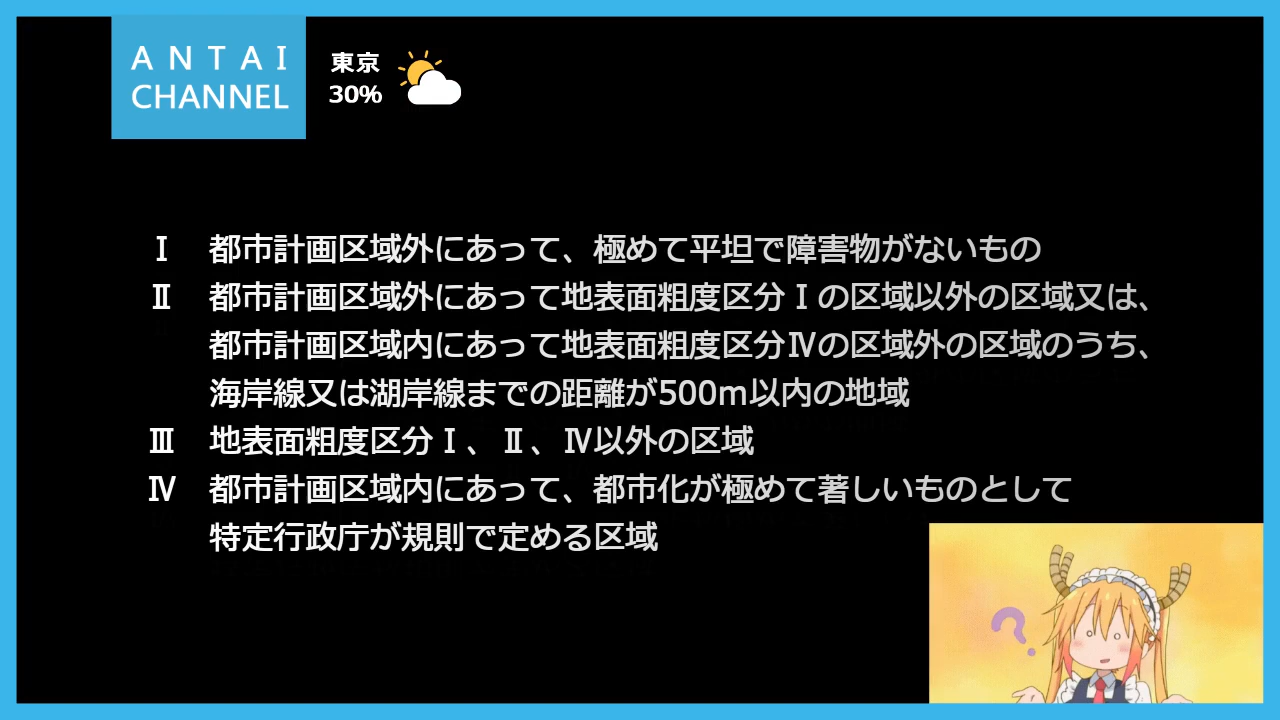 ANTAI
CHANNEL
東京
30%
Ⅰ 都市計画区域外にあって、極めて平坦で障害物がないもの
Ⅱ 都市計画区域外にあって地表面粗度区分Ⅰの区域以外の区域又は、
都市計画区域内にあって地表面粗度区分Ⅳの区域外の区域のうち、
海岸線又は湖岸線までの距離が500m以内の地域
Ⅲ 地表面粗度区分Ⅰ、Ⅱ、Ⅳ以外の区域
Ⅳ 都市計画区域内にあって、都市化が極めて著しいものとして
特定行政庁が規則で定める区域
?